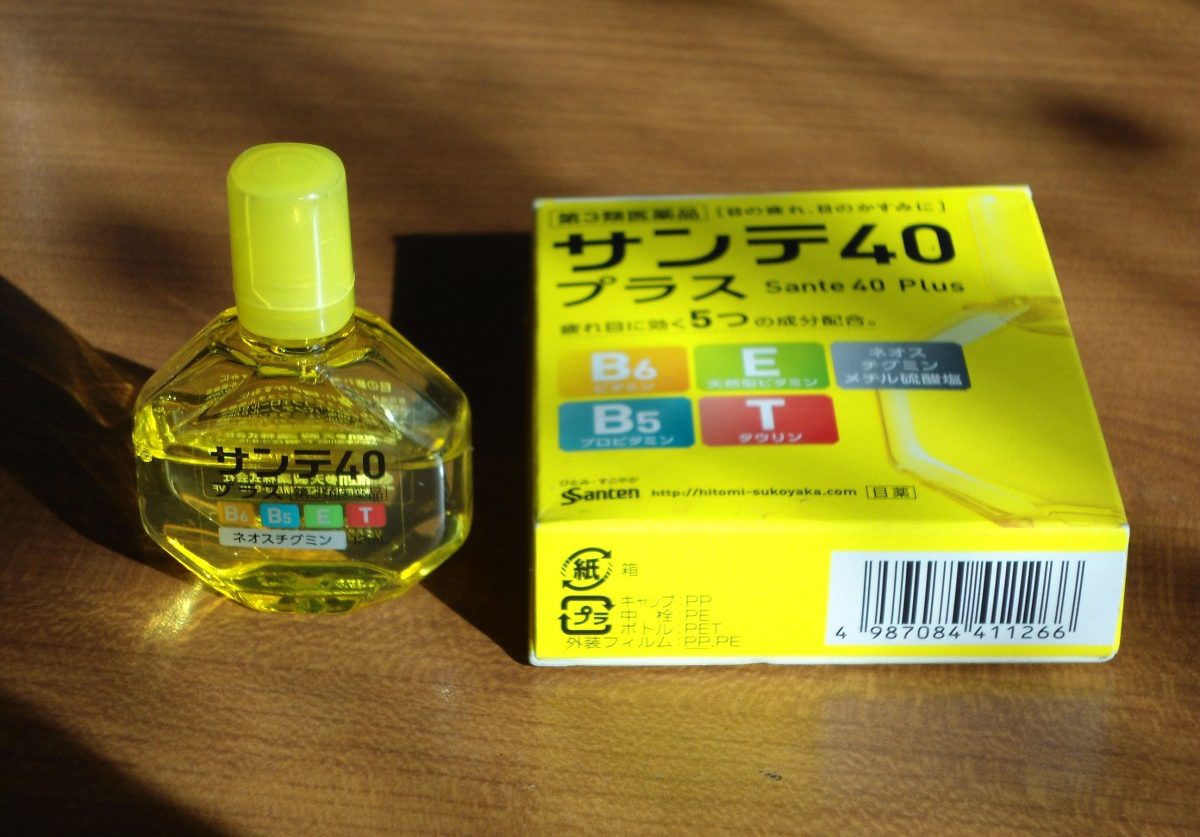 サンテ40
プラス
B6 B5 E T
ネオスチグミン
第3類医薬品 [目の疲れ、目のかすみに]
サンテ40
プラス Sante 40 Plus
疲れ目に効く5つの成分配合。
B6 ビタミン
E 天然型ビタミン
ネオス
チグミン
メチル硫酸塩
B5 プロビタミン
T タウリン
ひとみ・すこやか
Santen http://hitomi-sukoyaka.com 目薬
紙 箱
プラ
キャップ:PP
中 栓:PE
ボトル:PET
外装フィルム:PP,PE
4 987084 411266